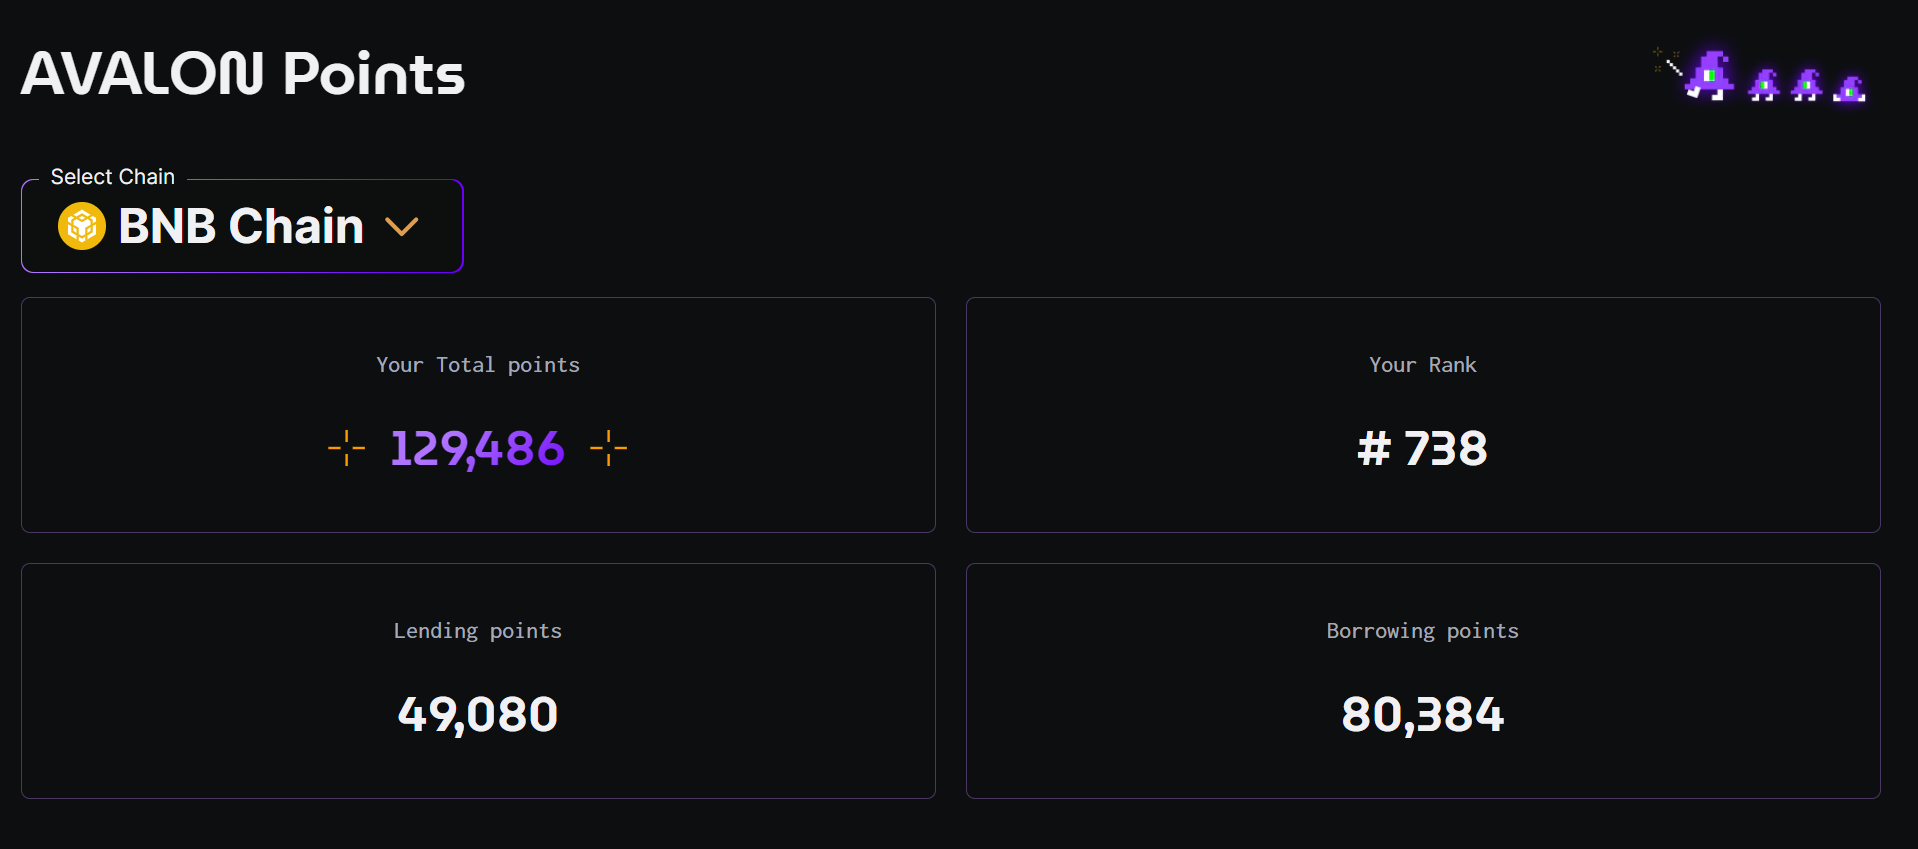 AVALON Points
Select Chain
BNB Chain
Your Total points
129,486
Your Rank
# 738
Lending points
49,080
Borrowing points
80,384